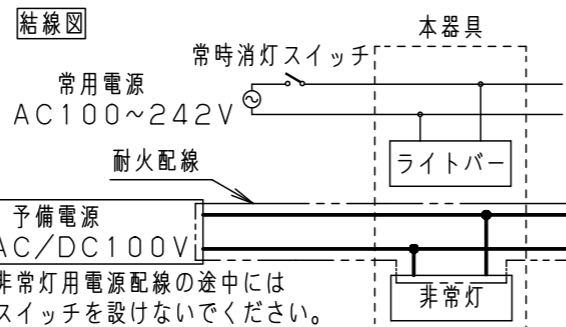 結線図
本器具
常時消灯スイッチ
常用電源
AC100~242V
ライトバー
耐火配線
予備電源
AC/DC100V
非常灯用電源配線の途中には
スイッチを設けないでください。
非常灯